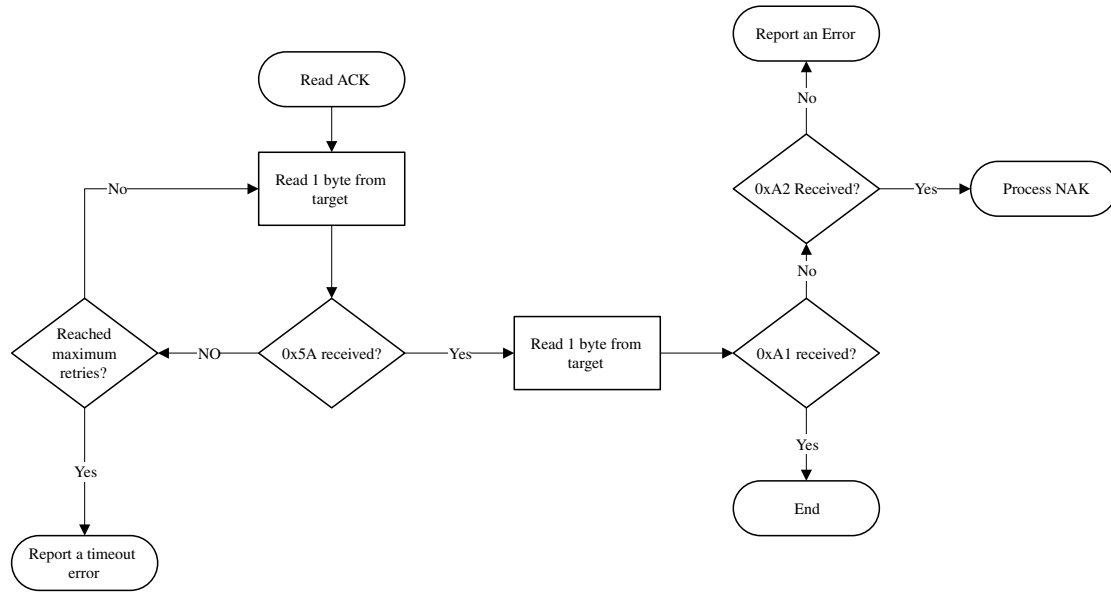 Report an Error
Read ACK
No
Read 1 byte from
target
No
0xA2 Received?
Yes
Process NAK
No
Reached
maximum
retries?
NO
0x5A received?
Yes
Read 1 byte from
target
0xA1 received?
Yes
Yes
End
Report a timeout
error